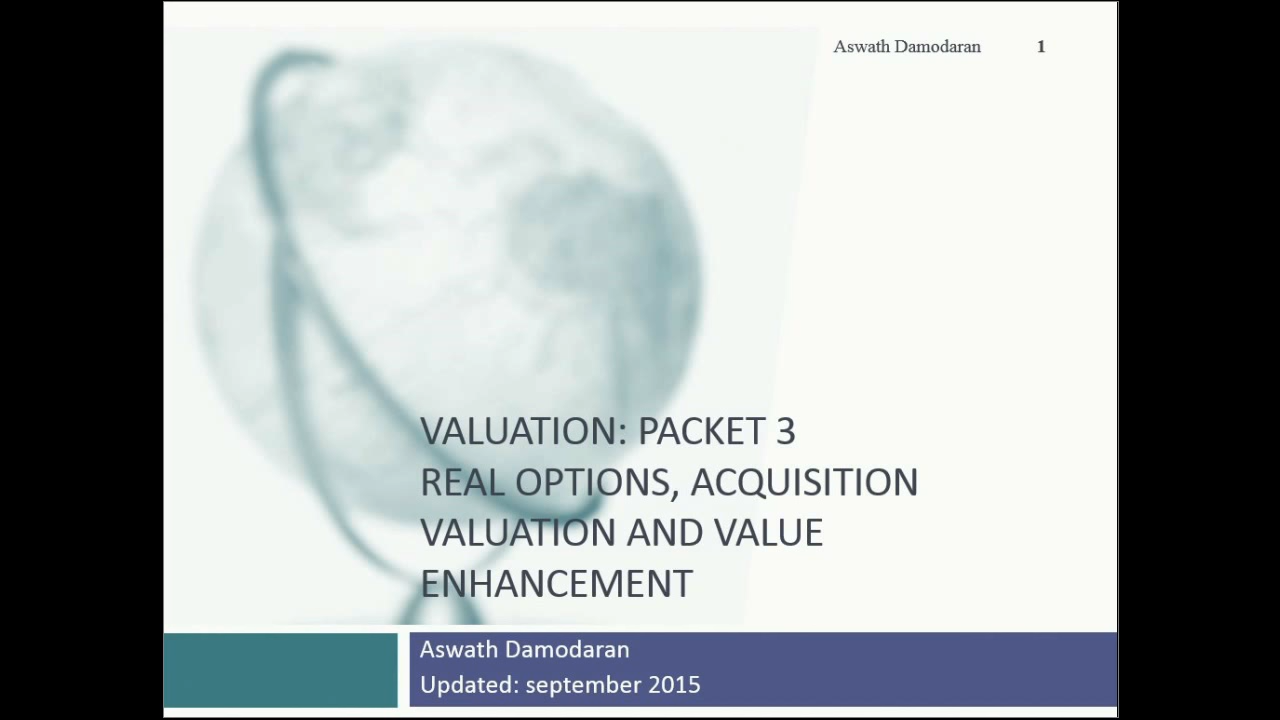 Aswath Damodaran 1
VALUATION: PACKET 3
REAL OPTIONS, ACQUISITION
VALUATION AND VALUE
ENHANCEMENT
Aswath Damodaran
Updated: september 2015